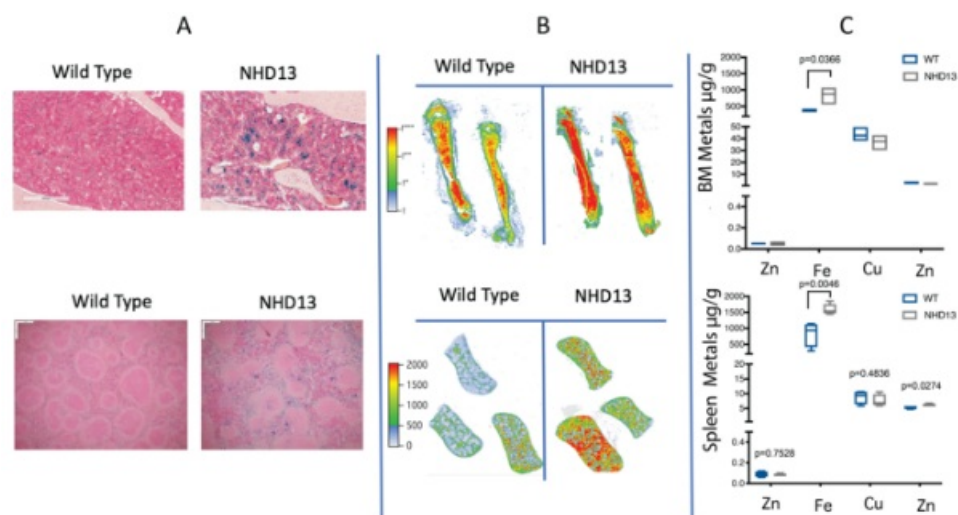 A
B
C
Wild Type
NHD13
Wild Type
NHD13
Wild Type
NHD13
Wild Type
NHD13
2000
1500
1000
500
0
BM Metals µg/g
2000
1500
1000
500
50
40
30
20
10
0.4
0.2
0.0
p=0.0366
WT
NHD13
Zn
Fe
Cu
Zn
Spleen Metals µg/g
2000
1500
1000
500
15
10
5
0.4
0.2
0.0
p=0.0046
WT
NHD13
p=0.4636
p=0.0274
p=0.7528
Zn
Fe
Cu
Zn